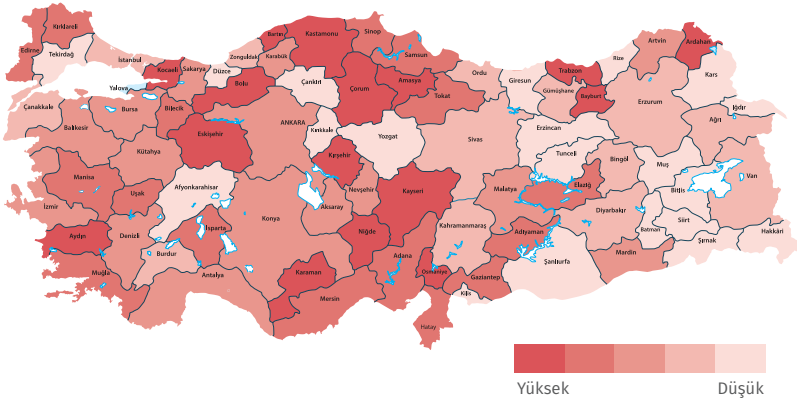 Kırklareli
Edirne
Tekirdağ
İstanbul
Kocaeli
Sakarya
Yalova
Düzce
Zonguldak
Bartın
Karabük
Kastamonu
Sinop
Samsun
Bolu
Çankırı
Çorum
Amasya
Tokat
Ordu
Giresun
Trabzon
Gümüşhane
Bayburt
Rize
Artvin
Ardahan
Kars
Iğdır
Ağrı
Erzurum
Erzincan
Tunceli
Bingöl
Muş
Bitlis
Van
Çanakkale
Balıkesir
Bursa
Bilecik
Eskişehir
Kütahya
ANKARA
Kırıkkale
Yozgat
Sivas
Kırşehir
Kayseri
Nevşehir
Aksaray
Niğde
Manisa
Uşak
Afyonkarahisar
İzmir
Aydın
Denizli
Isparta
Burdur
Konya
Muğla
Antalya
Karaman
Mersin
Adana
Osmaniye
Hatay
Kahramanmaraş
Malatya
Elazığ
Adıyaman
Gaziantep
Kilis
Şanlıurfa
Diyarbakır
Mardin
Batman
Siirt
Şırnak
Hakkâri
Yüksek
Düşük